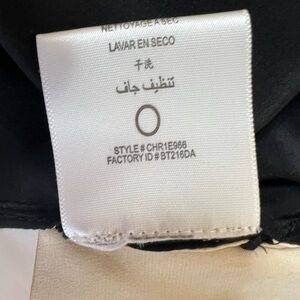 NETTOYAGE A SEC
LAVAR EN SECO
干洗
تنظيف جاف
STYLE # CHR1E966
FACTORY ID # BT216DA